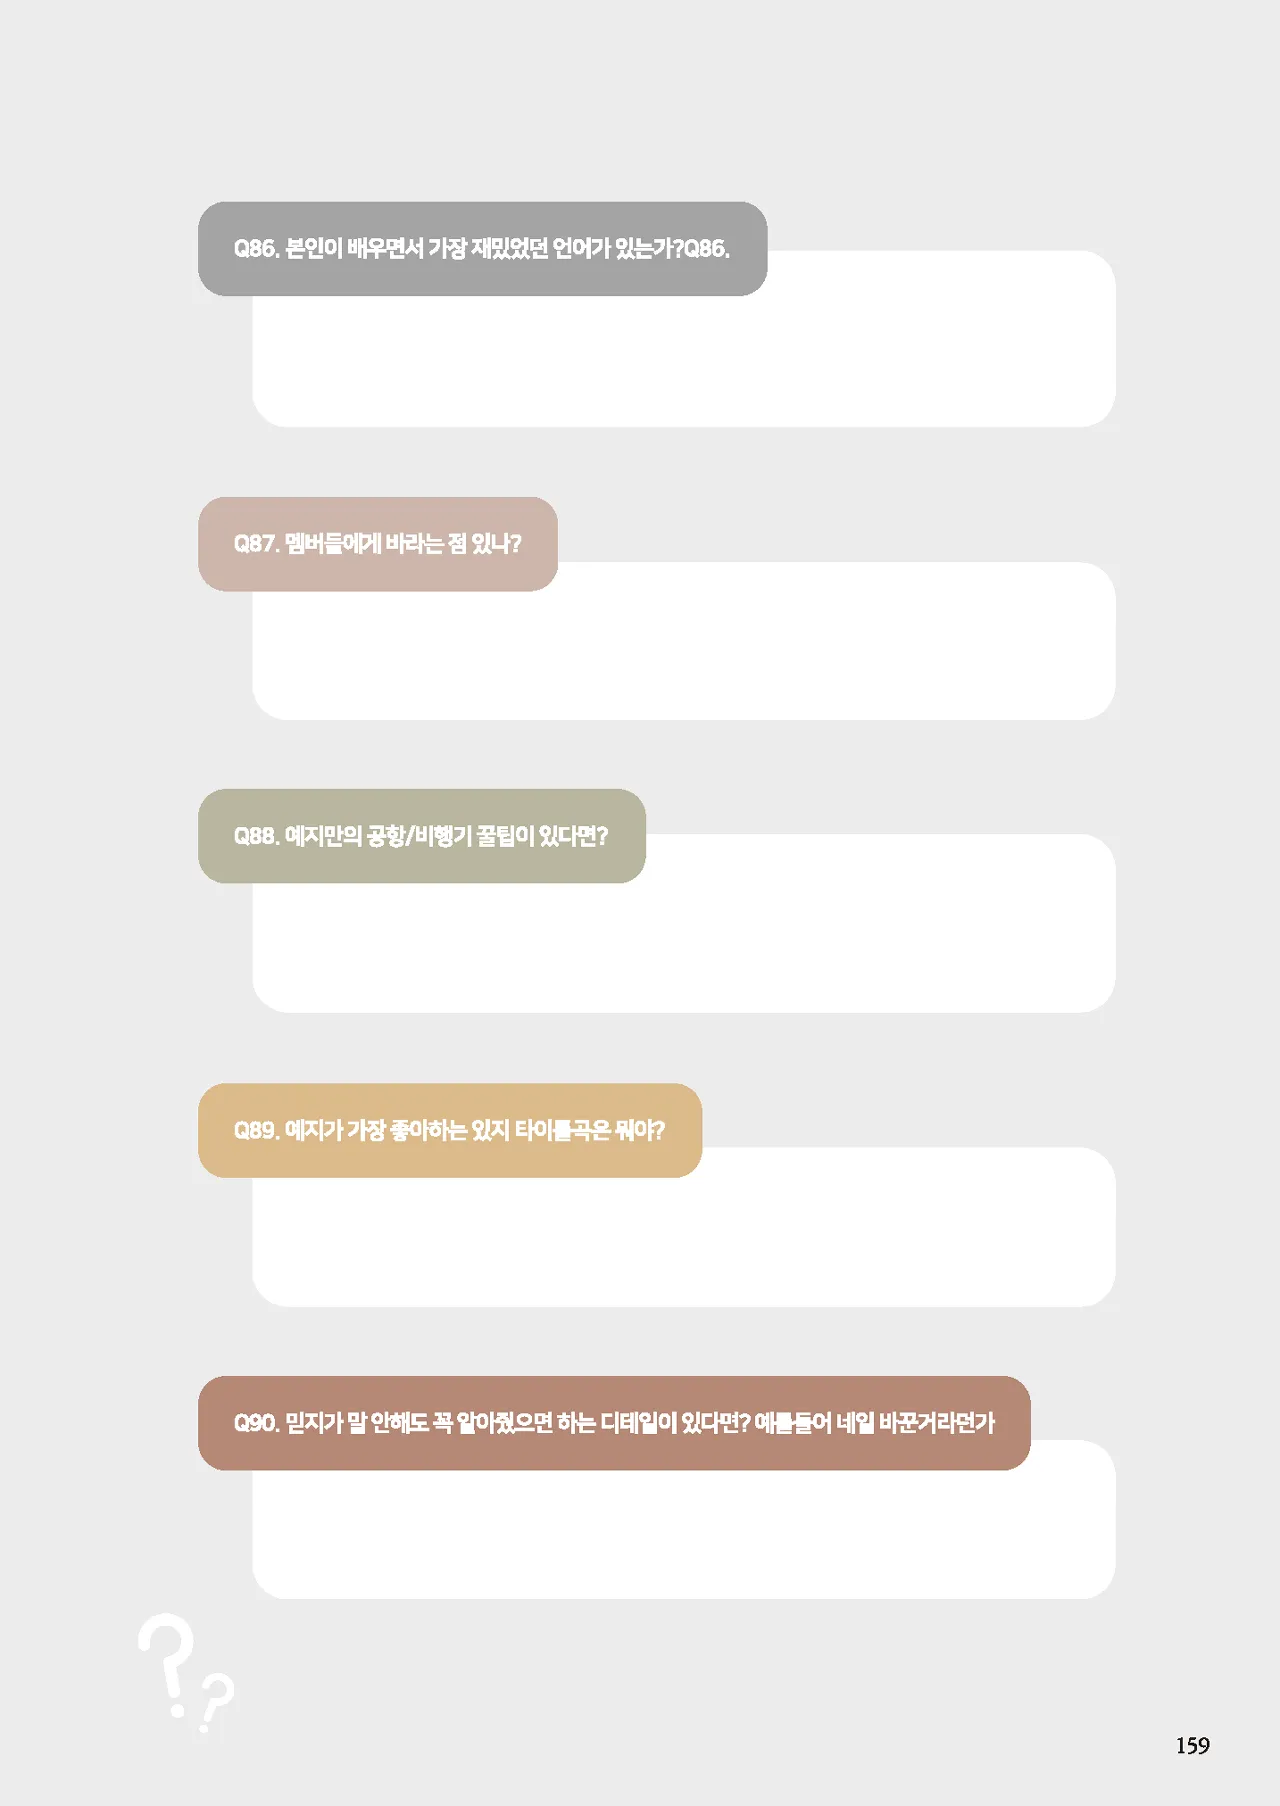 Q86. 본인이 배우면서 가장 재밌었던 언어가 있는가?Q86.
Q87. 멤버들에게 바라는 점 있나?
Q88. 예지만의 공항/비행기 꿀팁이 있다면?
Q89. 예지가 가장 좋아하는 있지 타이틀곡은 뭐야?
Q90. 믿지가 말 안해도 꼭 알아줬으면 하는 디테일이 있다면? 예를들어 네일 바꾼거라던가
??
159